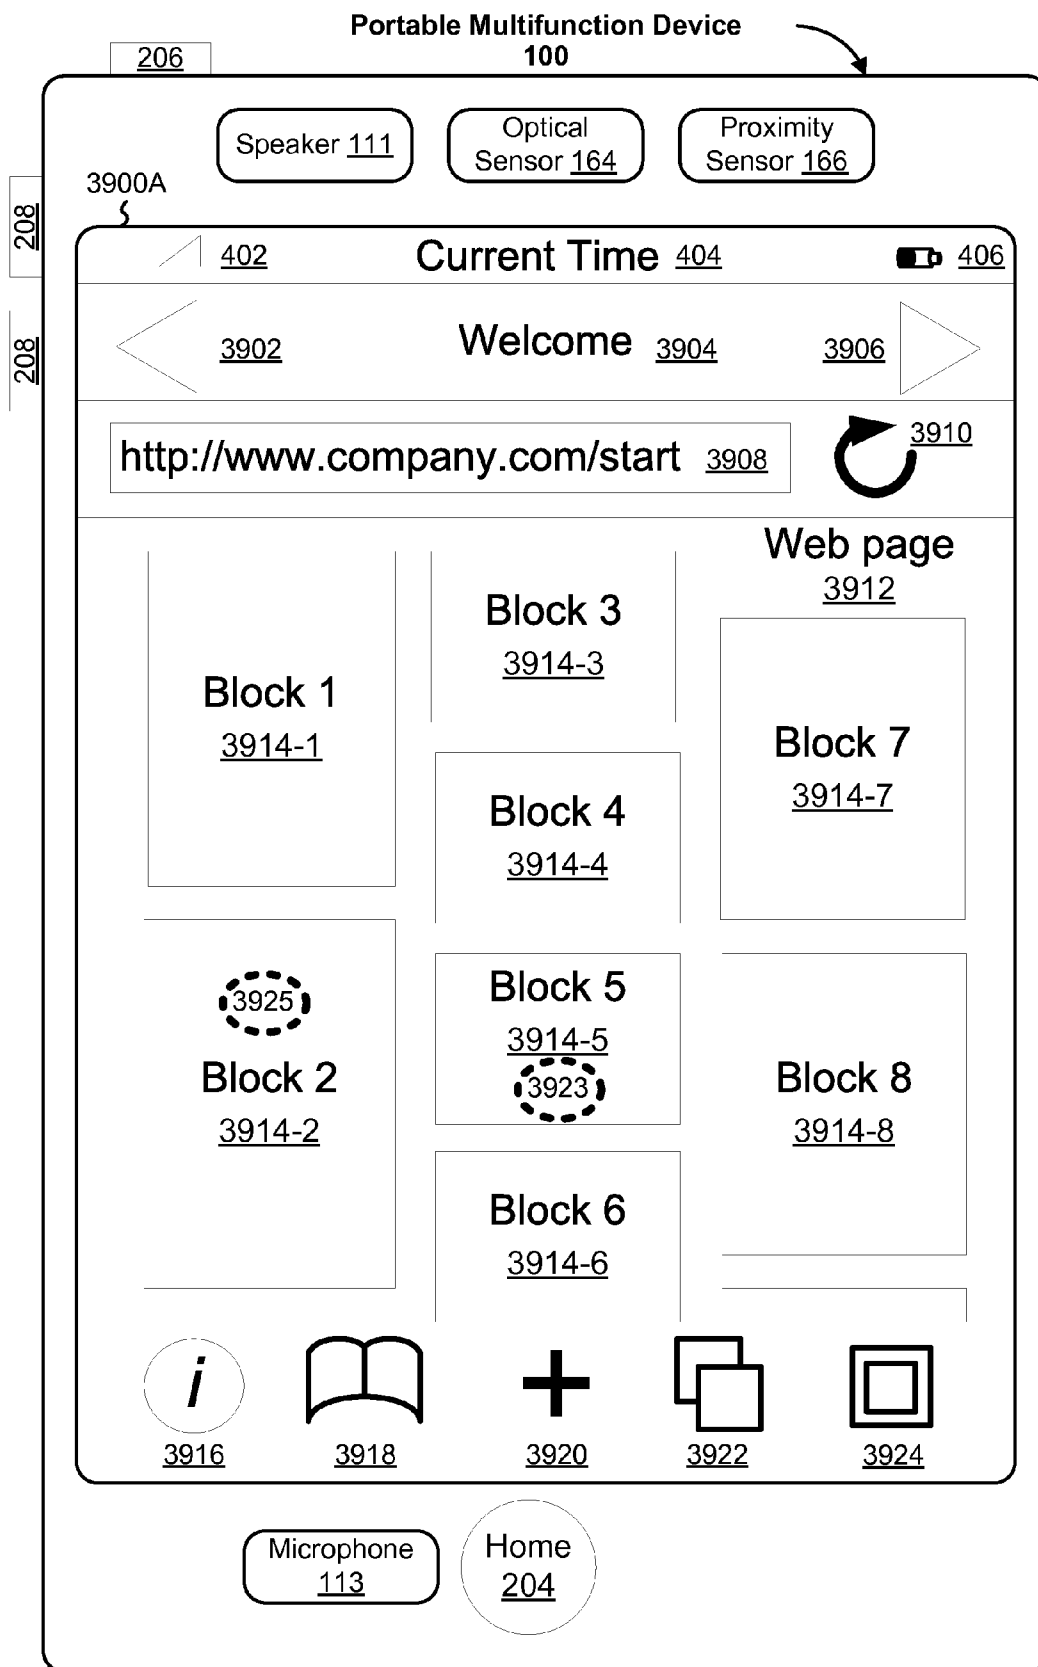 Portable Multifunction Device
100
206
Speaker 111
Optical
Sensor 164
Proximity
Sensor 166
3900A
208
208
402
Current Time 404
406
3902
Welcome 3904
3906
http://www.company.com/start 3908
3910
Web page
3912
Block 1
3914-1
Block 3
3914-3
Block 7
3914-7
Block 4
3914-4
3925
Block 2
3914-2
Block 5
3914-5
3923
Block 8
3914-8
Block 6
3914-6
i
3916
3918
3920
3922
3924
Microphone
113
Home
204